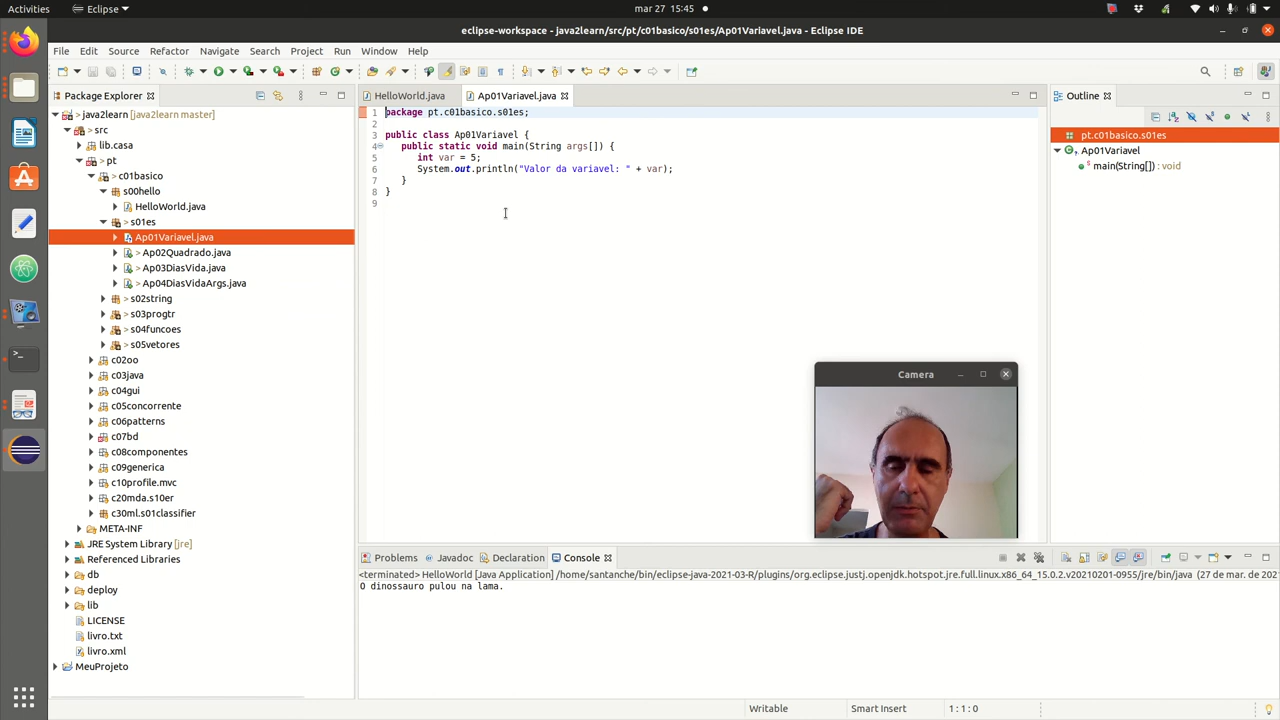 Activities
Eclipse
mar 27 15:45
eclipse-workspace - java2learn/src/pt/c01basico/s01es/Ap01Variavel.java - Eclipse IDE
File Edit Source Refactor Navigate Search Project Run Window Help
Package Explorer
java2learn [java2learn master]
src
lib.casa
pt
c01basico
s00hello
HelloWorld.java
s01es
Ap01Variavel.java
> Ap02Quadrado.java
> Ap03DiasVida.java
> Ap04DiasVidaArgs.java
> s02string
> s03progtr
> s04funcoes
> s05vetores
c02oo
c03java
c04gui
c05concorrente
c06patterns
c07bd
c08componentes
c09generica
c10profile.mvc
c20mda.s10er
c30ml.s01classifier
META-INF
JRE System Library [jre]
Referenced Libraries
db
deploy
lib
LICENSE
livro.txt
livro.xml
MeuProjeto
HelloWorld.java
Ap01Variavel.java
1 package pt.c01basico.s01es;
2
3 public class Ap01Variavel {
4 public static void main(String args[]) {
5 int var = 5;
6 System.out.println("Valor da variavel: " + var);
7 }
8 }
9
Camera
Outline
pt.c01basico.s01es
Ap01Variavel
main(String[]) : void
Problems
Javadoc
Declaration
Console
<terminated> HelloWorld [Java Application] /home/santanche/bin/eclipse-java-2021-03-R/plugins/org.eclipse.justj.openjdk.hotspot.jre.full.linux.x86_64_15.0.2.v20210201-0955/jre/bin/java (27 de mar. de 2021
O dinossauro pulou na lama.
Writable
Smart Insert
1 : 1 : 0